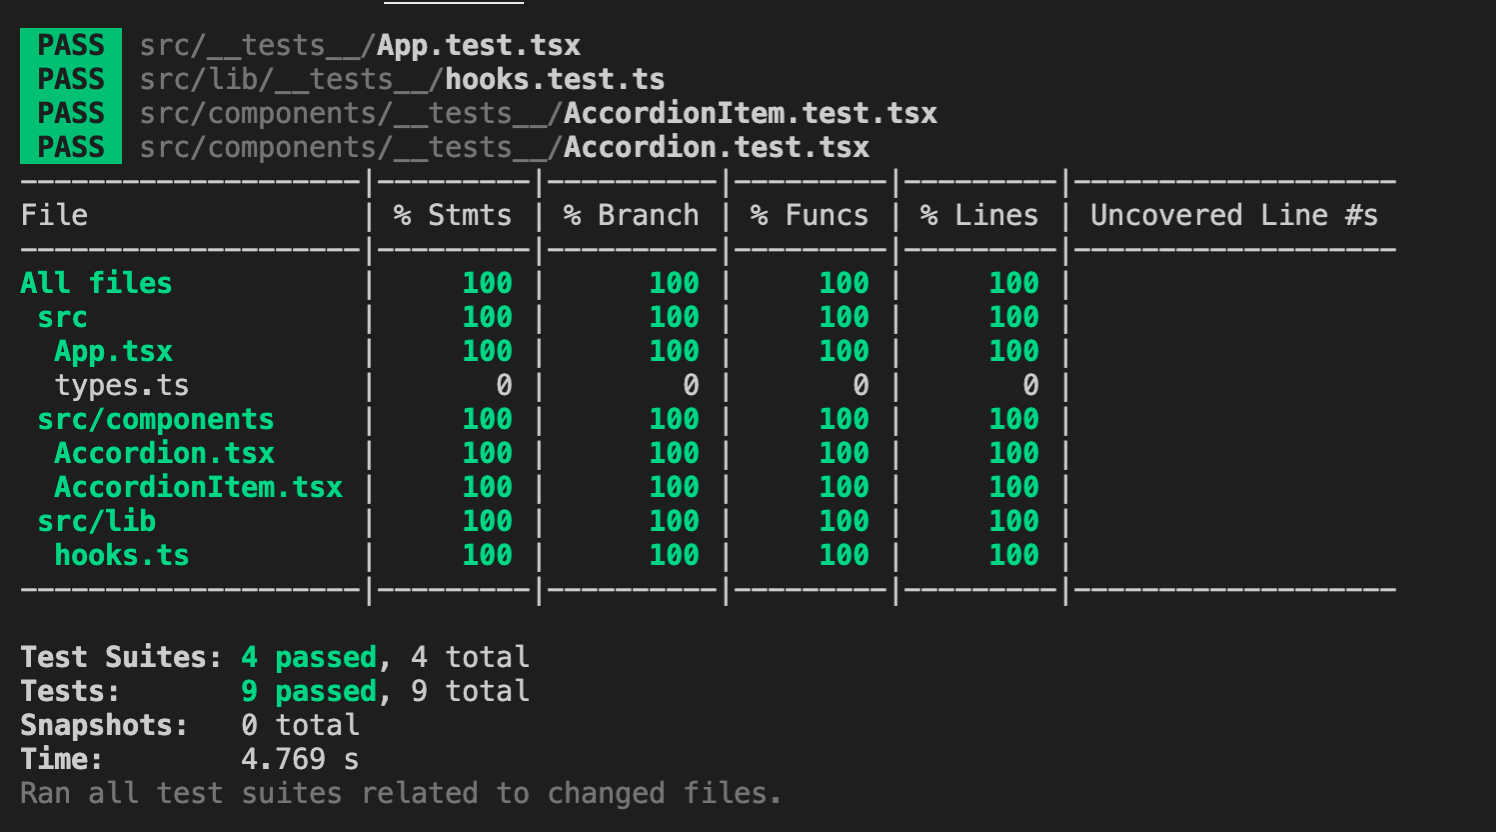 PASS src/__tests__/App.test.tsx
PASS src/lib/__tests__/hooks.test.ts
PASS src/components/__tests__/AccordionItem.test.tsx
PASS src/components/__tests__/Accordion.test.tsx
--------------------|---------|----------|---------|---------|-------------------
File                | % Stmts | % Branch | % Funcs | % Lines | Uncovered Line #s
--------------------|---------|----------|---------|---------|-------------------
All files           |     100 |      100 |     100 |     100 |
 src                |     100 |      100 |     100 |     100 |
  App.tsx           |     100 |      100 |     100 |     100 |
  types.ts          |       0 |        0 |       0 |       0 |
 src/components     |     100 |      100 |     100 |     100 |
  Accordion.tsx     |     100 |      100 |     100 |     100 |
  AccordionItem.tsx |     100 |      100 |     100 |     100 |
 src/lib            |     100 |      100 |     100 |     100 |
  hooks.ts          |     100 |      100 |     100 |     100 |
--------------------|---------|----------|---------|---------|-------------------
Test Suites: 4 passed, 4 total
Tests:       9 passed, 9 total
Snapshots:   0 total
Time:        4.769 s
Ran all test suites related to changed files.